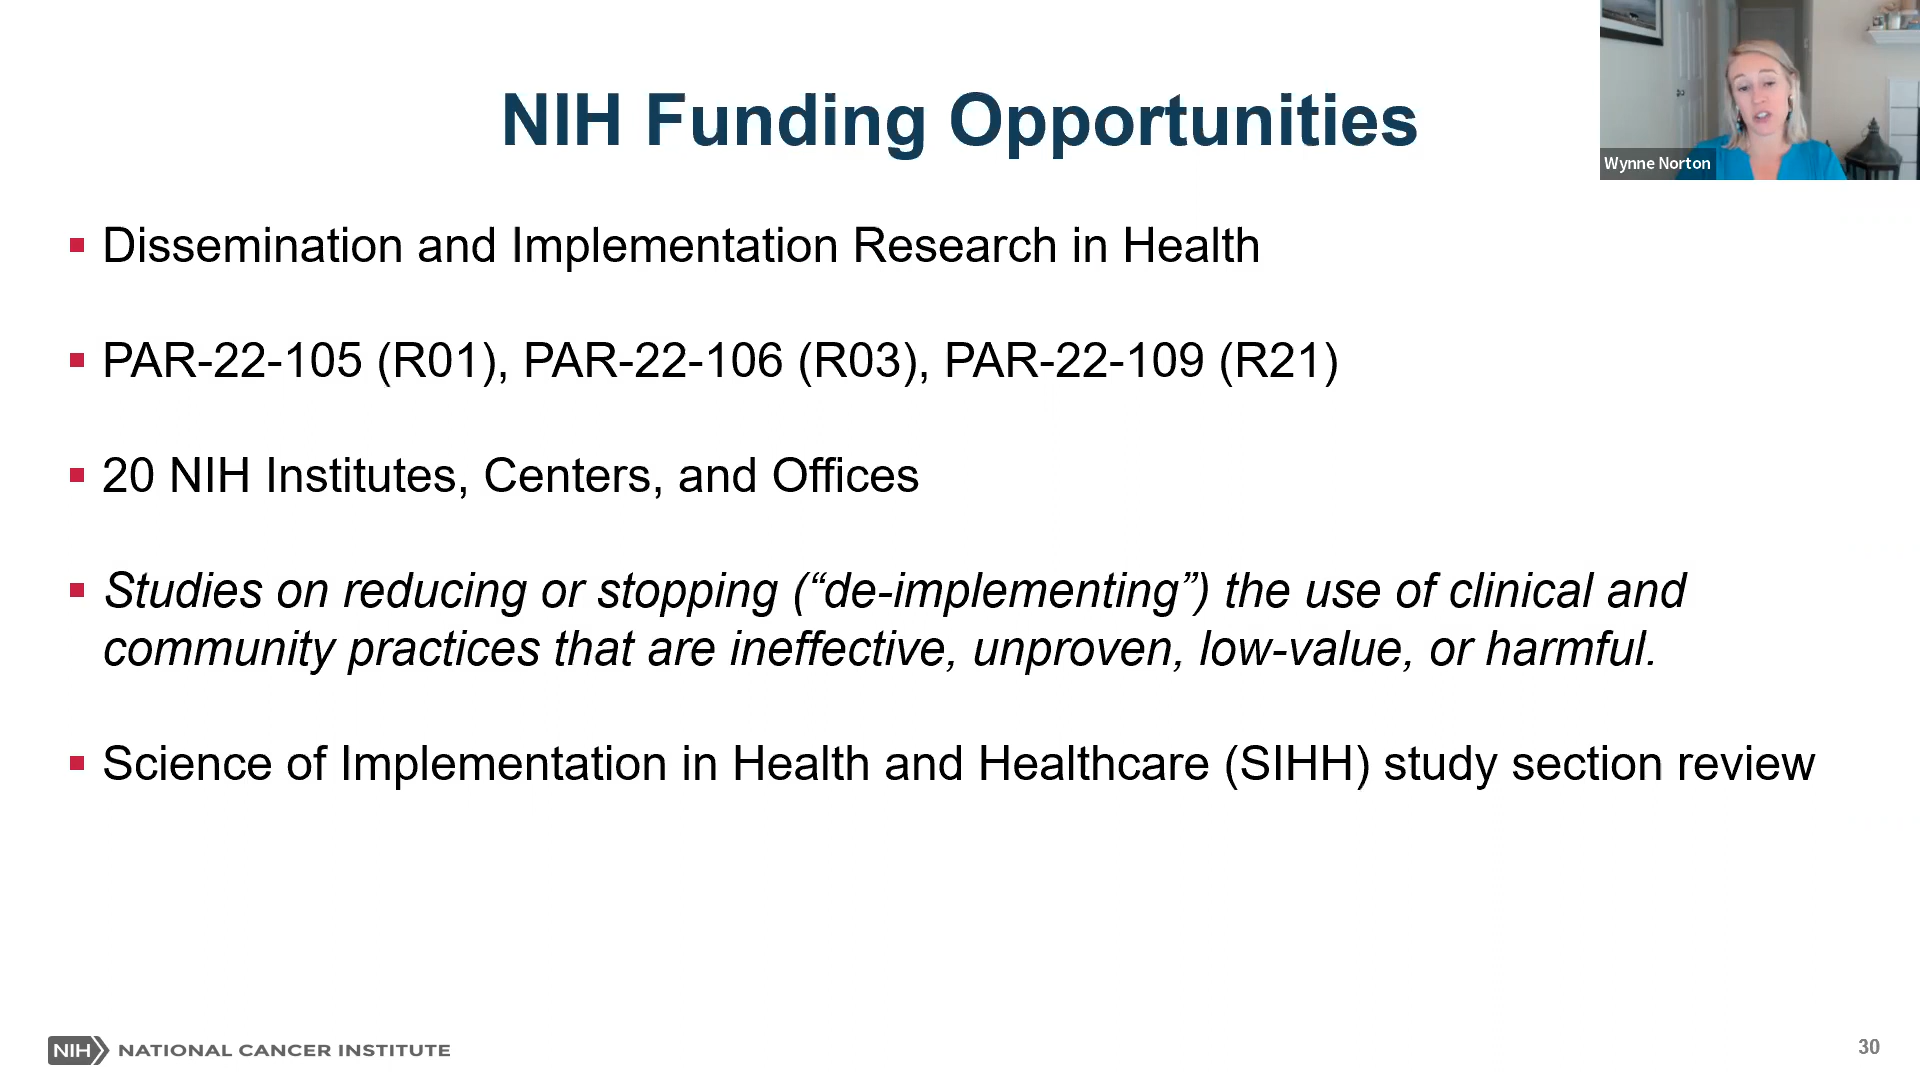 NIH Funding Opportunities
Wynne Norton
Dissemination and Implementation Research in Health
PAR-22-105 (R01), PAR-22-106 (R03), PAR-22-109 (R21)
20 NIH Institutes, Centers, and Offices
Studies on reducing or stopping (“de-implementing”) the use of clinical and
community practices that are ineffective, unproven, low-value, or harmful.
Science of Implementation in Health and Healthcare (SIHH) study section review
NIH NATIONAL CANCER INSTITUTE
30